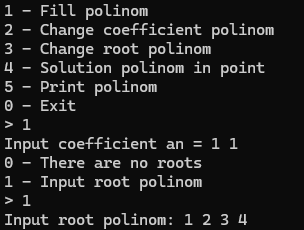 1 - Fill polinom
2 - Change coefficient polinom
3 - Change root polinom
4 - Solution polinom in point
5 - Print polinom
0 - Exit
> 1
Input coefficient an = 1 1
0 - There are no roots
1 - Input root polinom
> 1
Input root polinom: 1 2 3 4